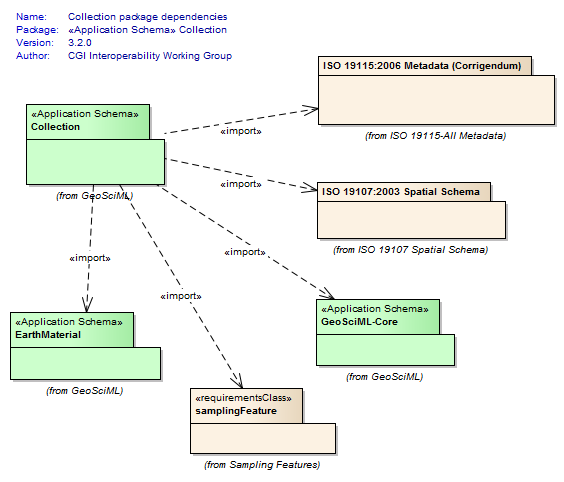 Name: Collection package dependencies
Package: «Application Schema» Collection
Version: 3.2.0
Author: CGI Interoperability Working Group
ISO 19115:2006 Metadata (Corrigendum)
(from ISO 19115-All Metadata)
«Application Schema»
Collection
(from GeoSciML)
«import»
«import»
ISO 19107:2003 Spatial Schema
(from ISO 19107 Spatial Schema)
«import»
«import»
«import»
«Application Schema»
EarthMaterial
(from GeoSciML)
«Application Schema»
GeoSciML-Core
(from GeoSciML)
«requirementsClass»
samplingFeature
(from Sampling Features)